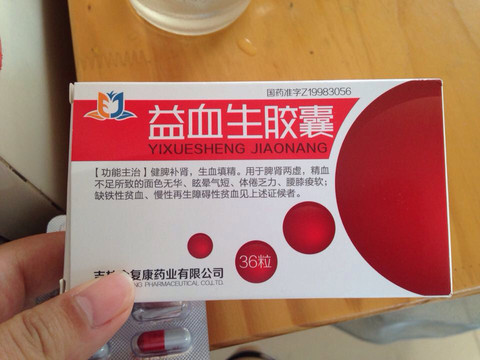 国药准字Z19983056
益血生胶囊
YIXUESHENG JIAONANG
【功能主治】健脾补肾，生血填精。用于脾肾两虚，精血
不足所致的面色无华、眩晕气短、体倦乏力、腰膝痠软；
缺铁性贫血、慢性再生障碍性贫血见上述证候者。
36粒
复康药业有限公司
PHARMACEUTICAL CO.,LTD.